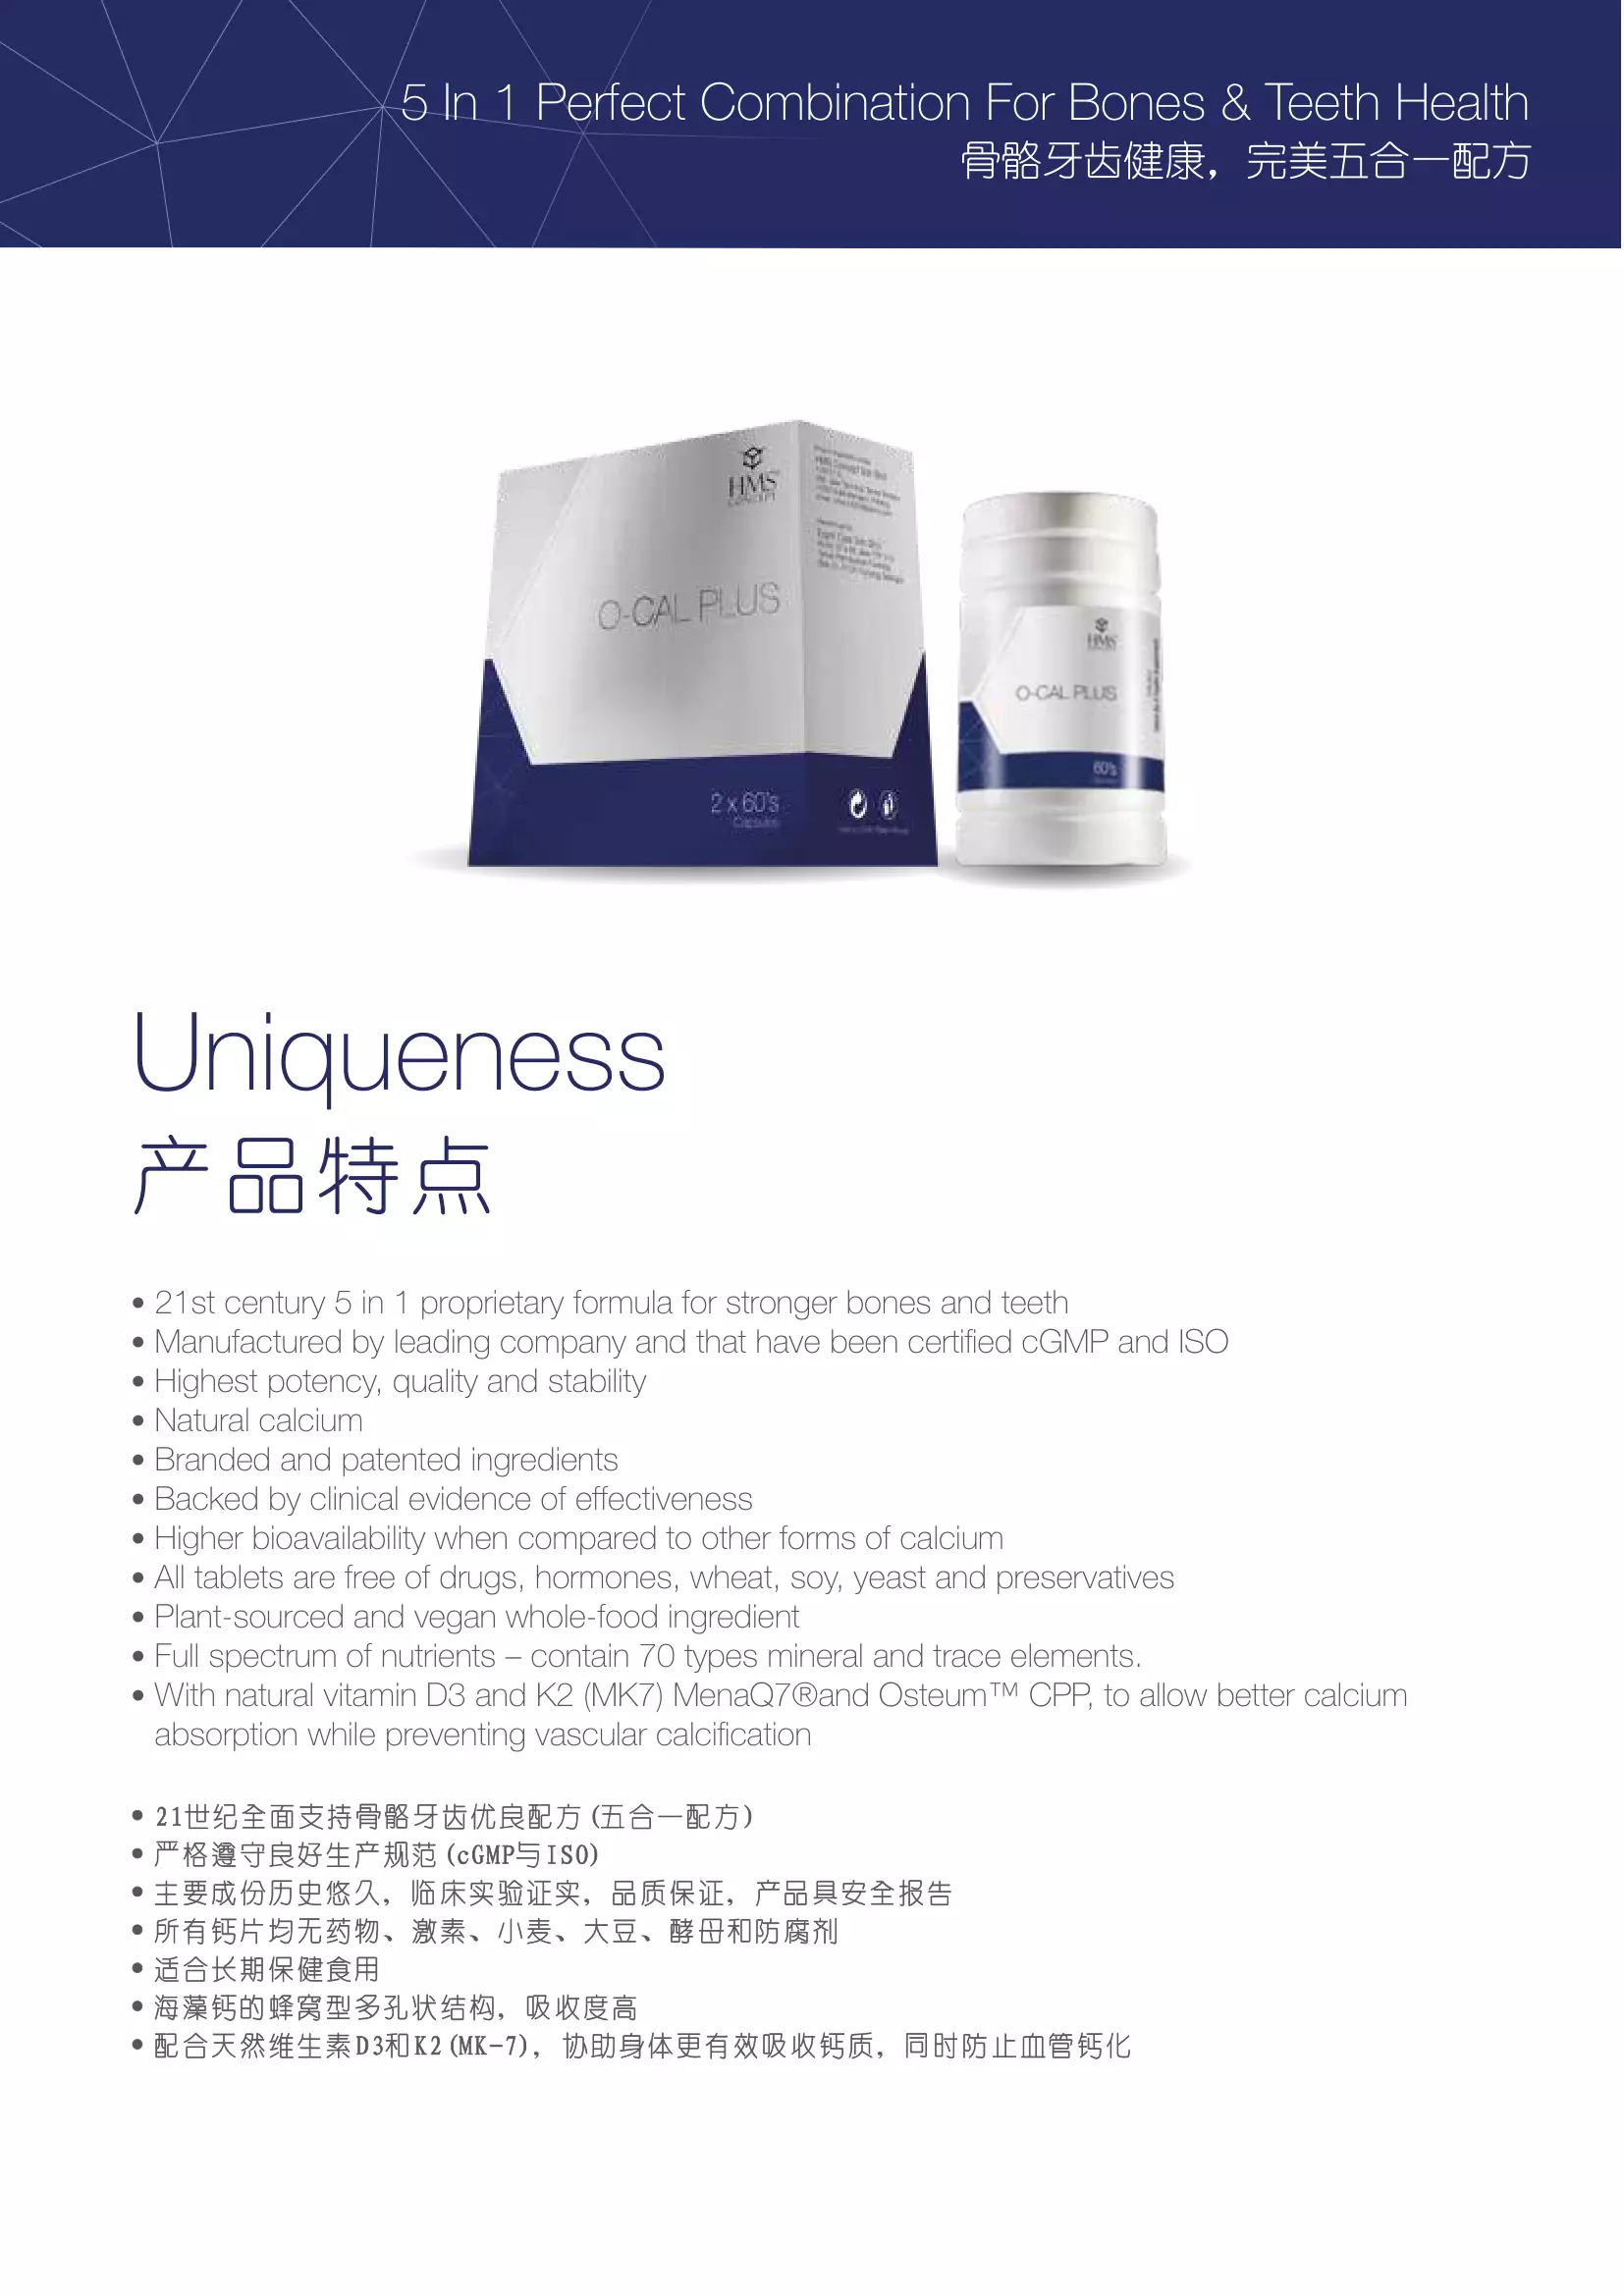 5 In 1 Perfect Combination For Bones & Teeth Health
骨骼牙齿健康，完美五合一配方
HMS
CONCEPT
O-CAL PLUS
2 x 60's
Capsules
HMS
CONCEPT
O-CAL PLUS
60's
Uniqueness
产品特点
• 21st century 5 in 1 proprietary formula for stronger bones and teeth
• Manufactured by leading company and that have been certified cGMP and ISO
• Highest potency, quality and stability
• Natural calcium
• Branded and patented ingredients
• Backed by clinical evidence of effectiveness
• Higher bioavailability when compared to other forms of calcium
• All tablets are free of drugs, hormones, wheat, soy, yeast and preservatives
• Plant-sourced and vegan whole-food ingredient
• Full spectrum of nutrients – contain 70 types mineral and trace elements.
• With natural vitamin D3 and K2 (MK7) MenaQ7®and Osteum™ CPP, to allow better calcium
absorption while preventing vascular calcification
• 21世纪全面支持骨骼牙齿优良配方(五合一配方)
• 严格遵守良好生产规范(cGMP与ISO)
• 主要成份历史悠久，临床实验证实，品质保证，产品具安全报告
• 所有钙片均无药物、激素、小麦、大豆、酵母和防腐剂
• 适合长期保健食用
• 海藻钙的蜂窝型多孔状结构，吸收度高
• 配合天然维生素D3和K2(MK-7)，协助身体更有效吸收钙质，同时防止血管钙化